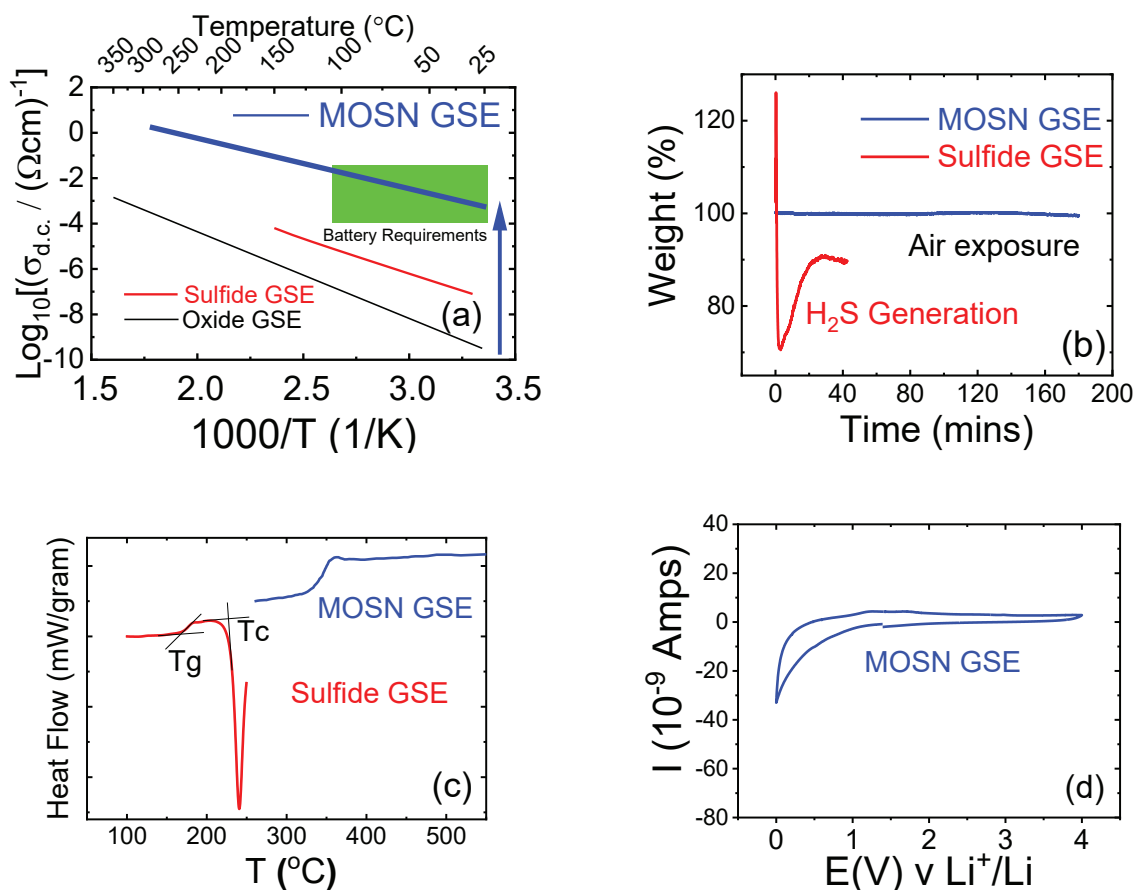 Temperature (°C)
350 300 250 200 150 100 50 25
Log₁₀[(σd.c. / (Ωcm)⁻¹
2
0
-2
-4
-6
-8
-10
MOSN GSE
Battery Requirements
Sulfide GSE
Oxide GSE
(a)
1.5 2.0 2.5 3.0 3.5
1000/T (1/K)
Weight (%)
120
100
80
MOSN GSE
Sulfide GSE
Air exposure
H₂S Generation
(b)
0 40 80 120 160 200
Time (mins)
Heat Flow (mW/gram)
MOSN GSE
Tg
Tc
Sulfide GSE
(c)
100 200 300 400 500
T (°C)
I (10⁻⁹ Amps)
40
20
0
-20
-40
-60
-80
MOSN GSE
(d)
0 1 2 3 4
E(V) v Li⁺/Li